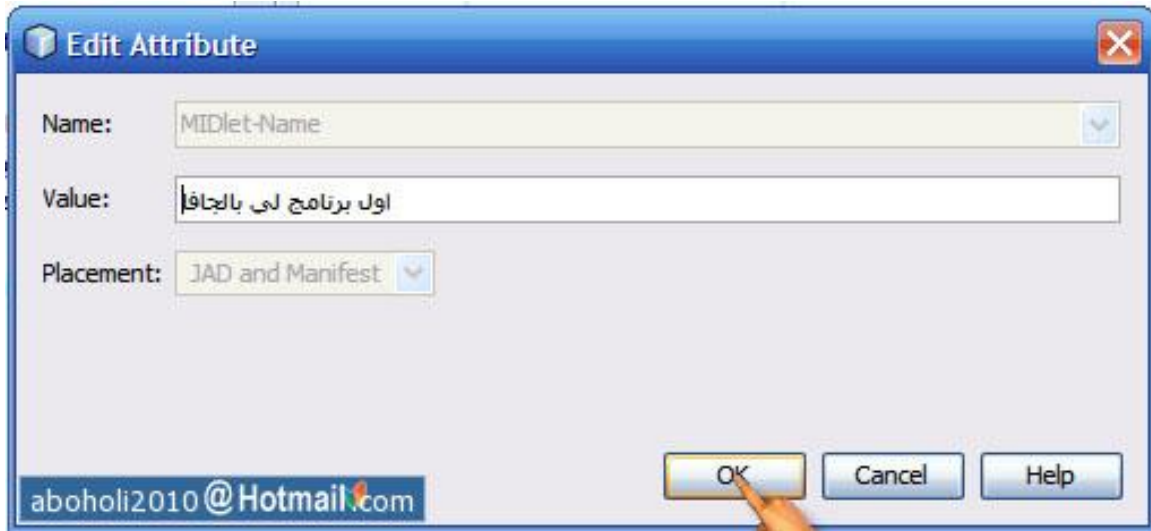 Edit Attribute
Name: MIDlet-Name
Value: اول برنامج لى بالجافا
Placement: JAD and Manifest
OK Cancel Help
aboholi2010@Hotmail.com